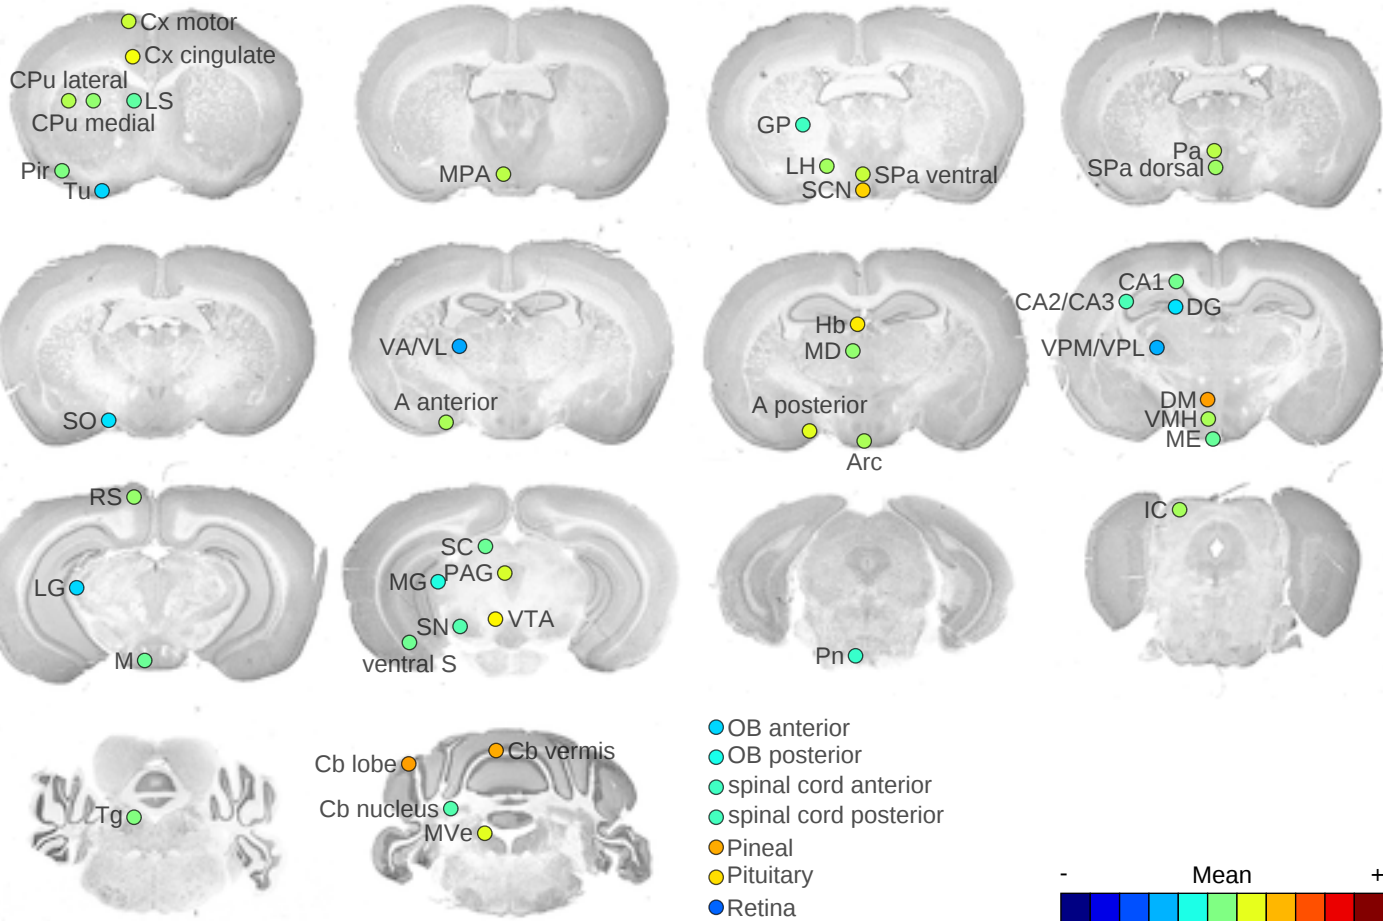 Cx motor
Cx cingulate
CPu lateral
LS
CPu medial
Pir
Tu
MPA
GP
LH
SPa ventral
SCN
Pa
SPa dorsal
SO
VA/VL
A anterior
Hb
MD
A posterior
Arc
CA1
CA2/CA3
DG
VPM/VPL
DM
VMH
ME
RS
LG
M
SC
MG
PAG
SN
VTA
ventral S
Pn
IC
Tg
Cb lobe
Cb vermis
Cb nucleus
MVe
OB anterior
OB posterior
spinal cord anterior
spinal cord posterior
Pineal
Pituitary
Retina
- Mean +